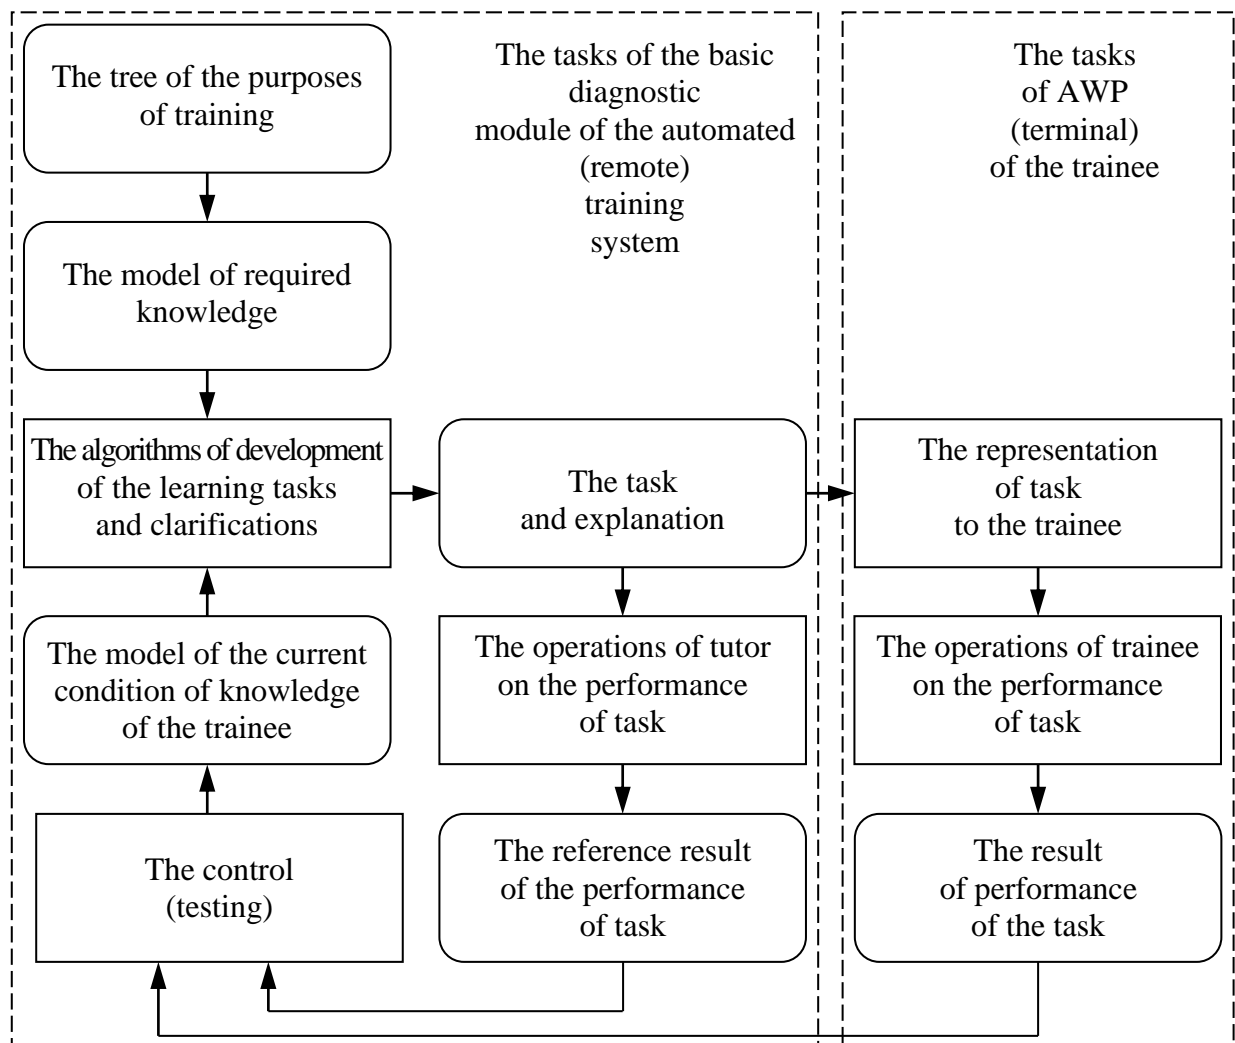 The tree of the purposes
of training
The tasks of the basic
diagnostic
module of the automated
(remote)
training
system
The tasks
of AWP
(terminal)
of the trainee
The model of required
knowledge
The algorithms of development
of the learning tasks
and clarifications
The task
and explanation
The representation
of task
to the trainee
The model of the current
condition of knowledge
of the trainee
The operations of tutor
on the performance
of task
The operations of trainee
on the performance
of task
The control
(testing)
The reference result
of the performance
of task
The result
of performance
of the task